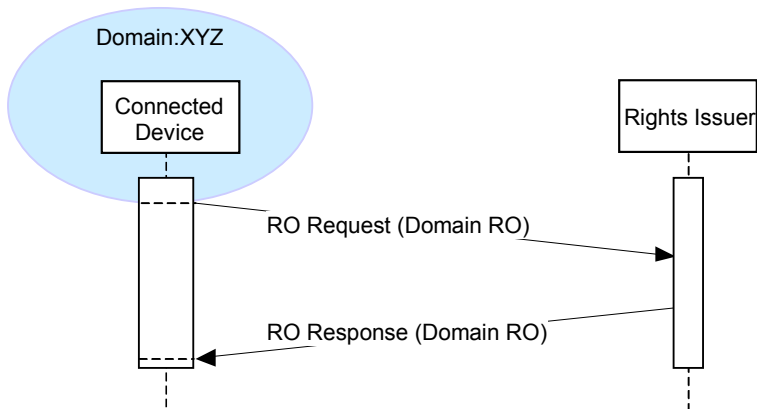 Domain:XYZ
Connected
Device
Rights Issuer
RO Request (Domain RO)
RO Response (Domain RO)